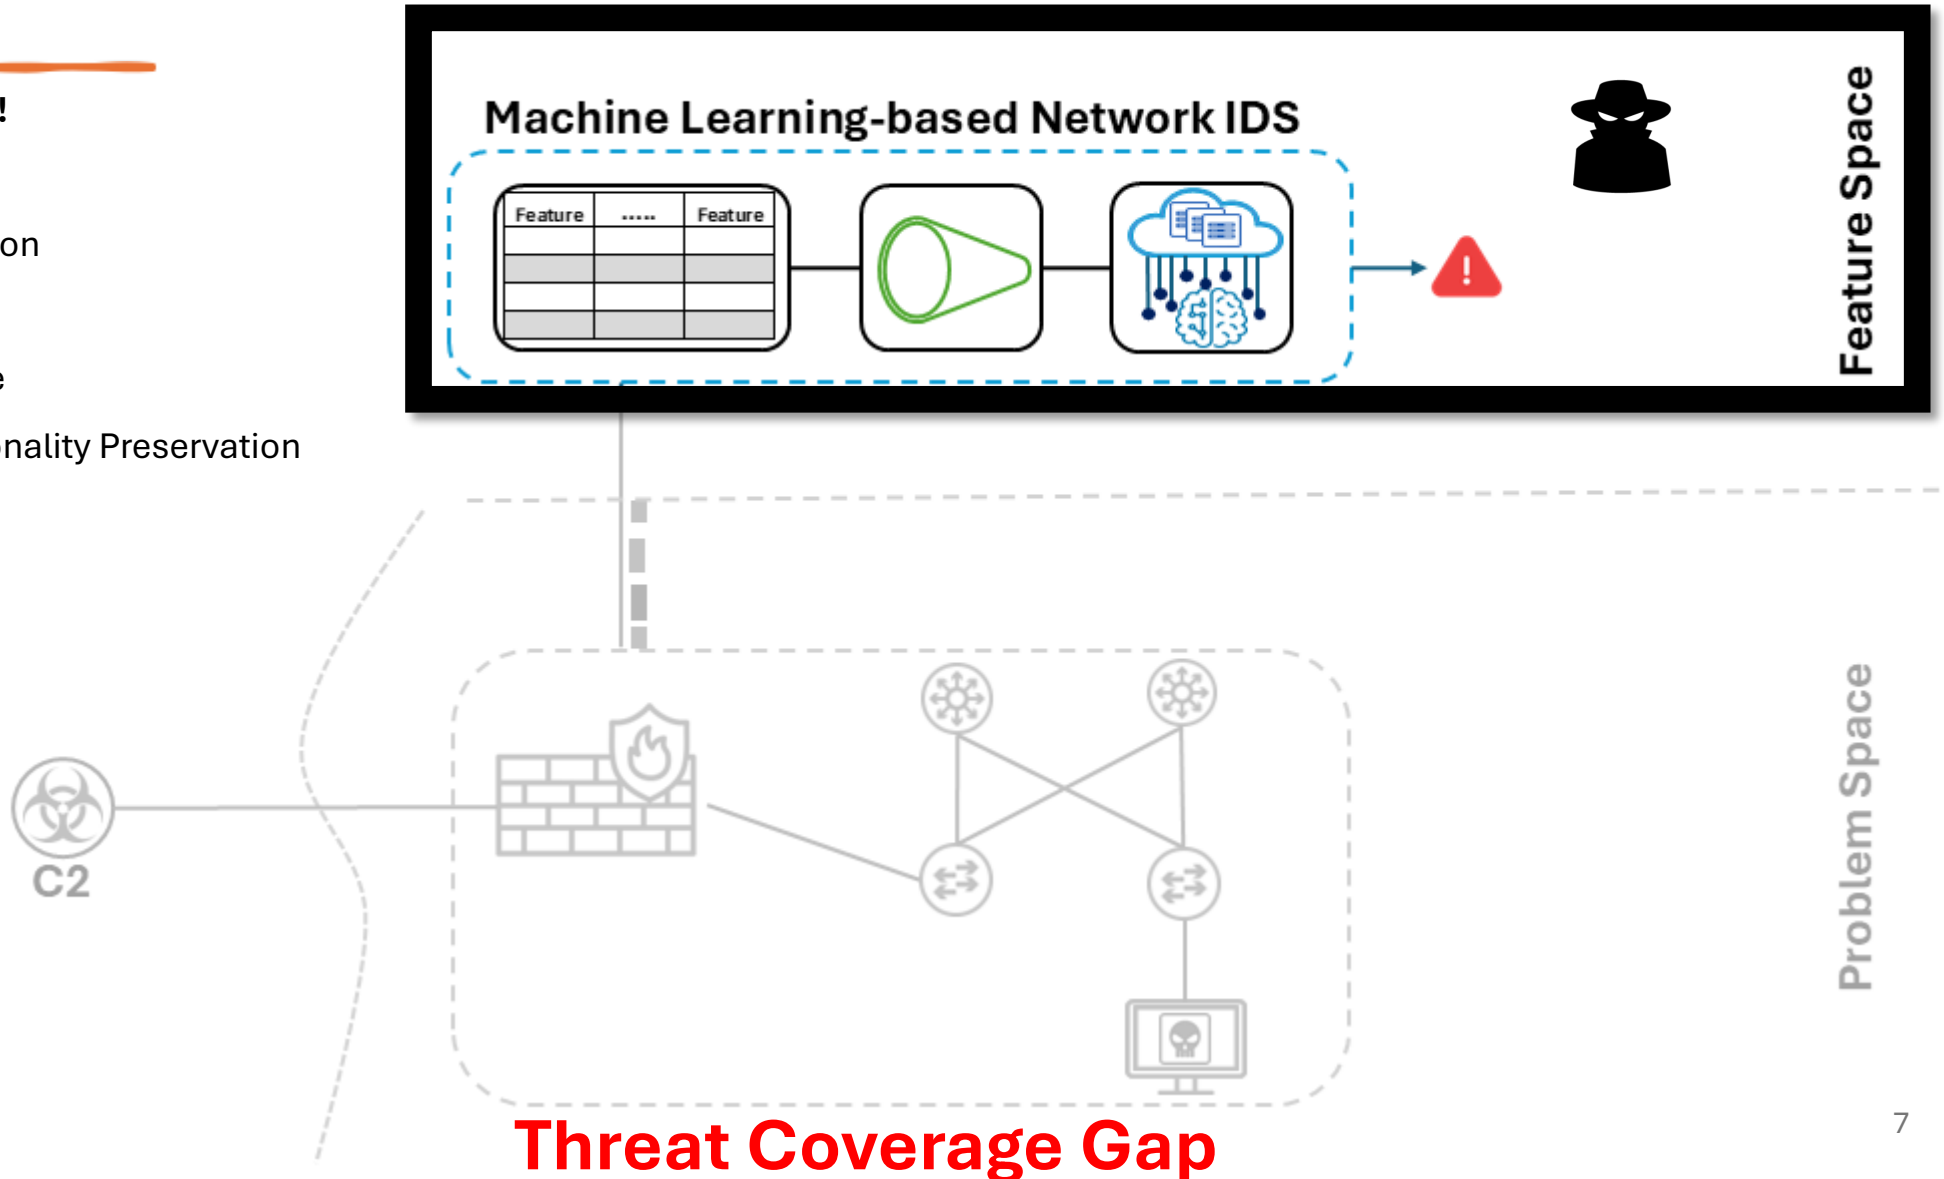 !
on
e
nality Preservation
Machine Learning-based Network IDS
Feature ..... Feature
Feature Space
C2
Problem Space
Threat Coverage Gap
7